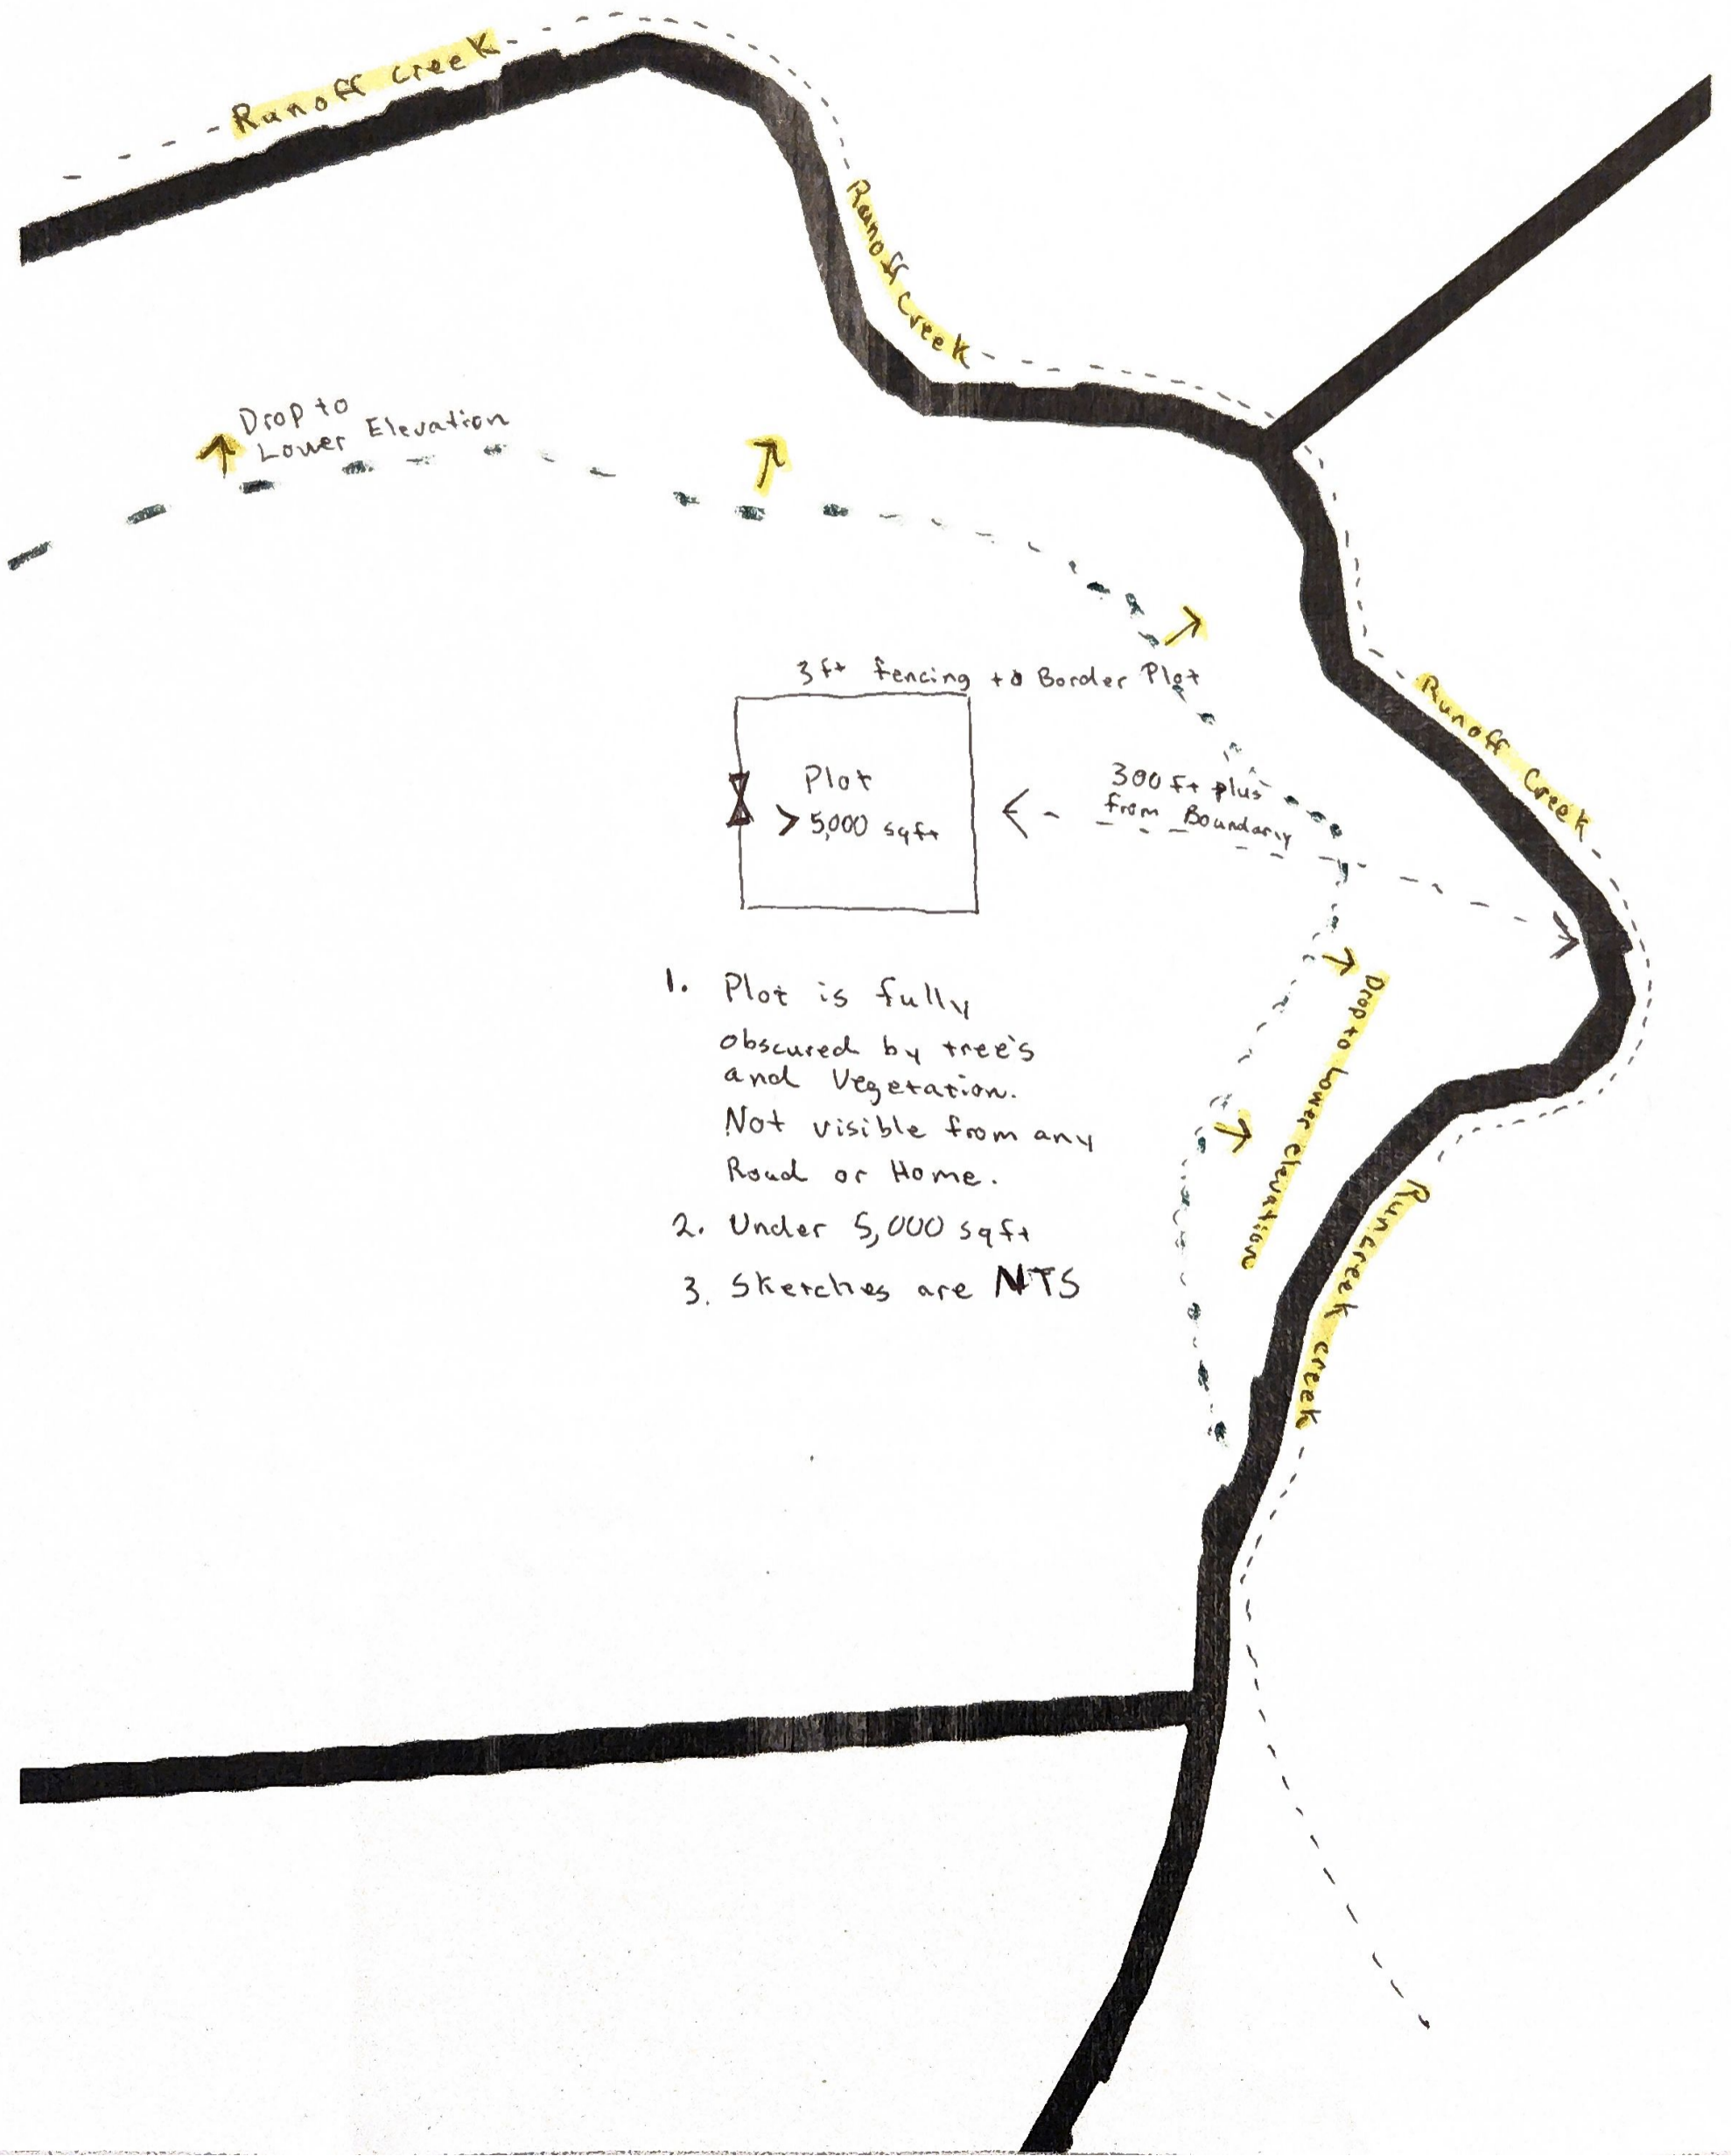 Runoff Creek
Runoff Creek
Drop to
Lower Elevation
3ft fencing to Border Plot
Runoff Creek
Plot
> 5,000 sqft
300 ft plus
from Boundary
1. Plot is fully
obscured by tree's
and Vegetation.
Not visible from any
Road or Home.
2. Under 5,000 sqft
3. Sketches are NTS
Drop to Lower elevation
Runcreek creek